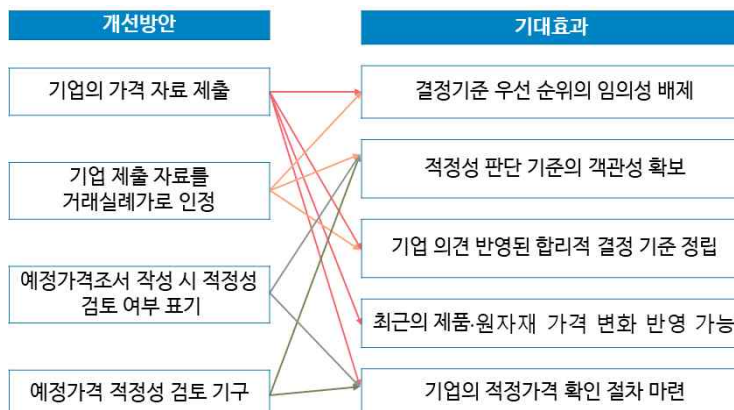 개선방안
기업의 가격 자료 제출
기업 제출 자료를
거래실례가로 인정
예정가격조서 작성 시 적정성
검토 여부 표기
예정가격 적정성 검토 기구
기대효과
결정기준 우선 순위의 임의성 배제
적정성 판단 기준의 객관성 확보
기업 의견 반영된 합리적 결정 기준 정립
최근의 제품·원자재 가격 변화 반영 가능
기업의 적정가격 확인 절차 마련